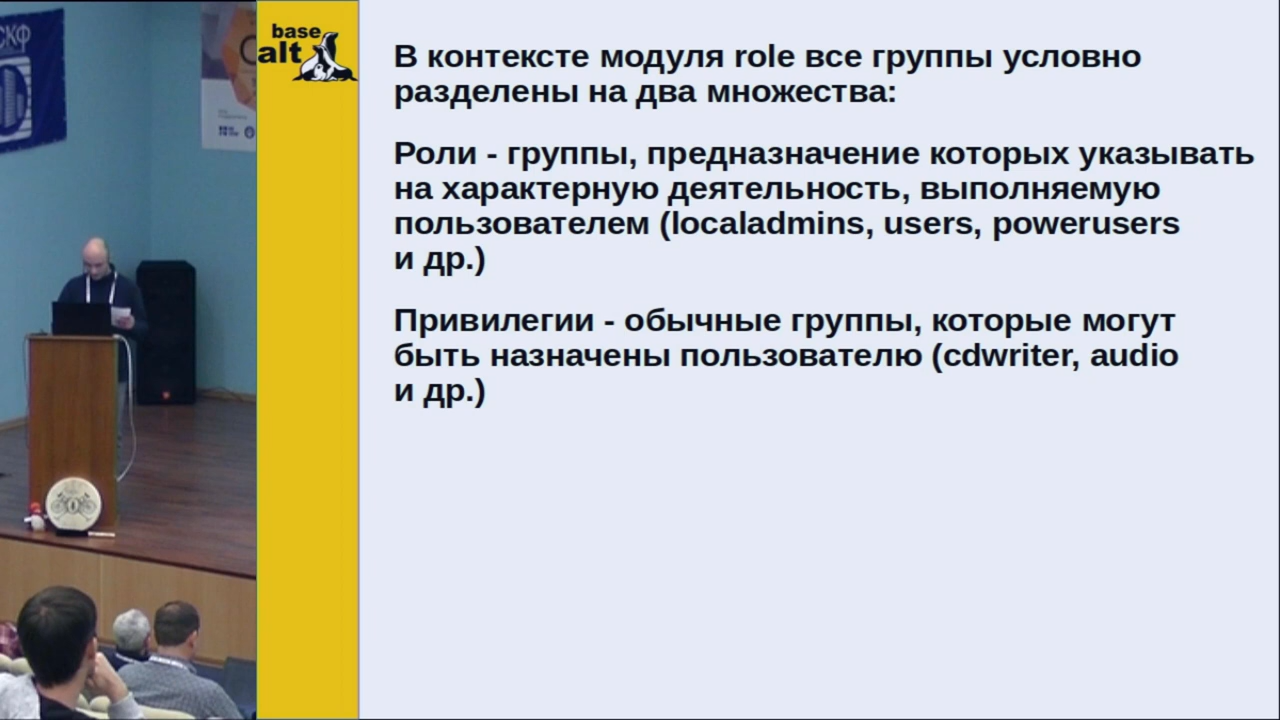 СКФ
base
alt
В контексте модуля role все группы условно
разделены на два множества:
Роли - группы, предназначение которых указывать
на характерную деятельность, выполняемую
пользователем (localadmins, users, powerusers
и др.)
Привилегии - обычные группы, которые могут
быть назначены пользователю (cdwriter, audio
и др.)